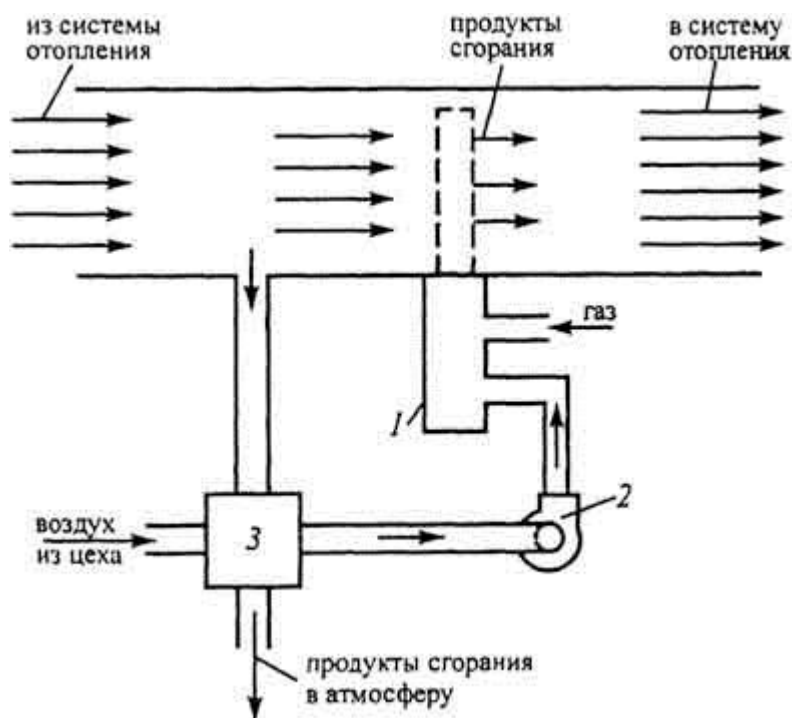 из системы
отопления
продукты
сгорания
в систему
отопления
газ
1
2
воздух
из цеха
3
продукты сгорания
в атмосферу